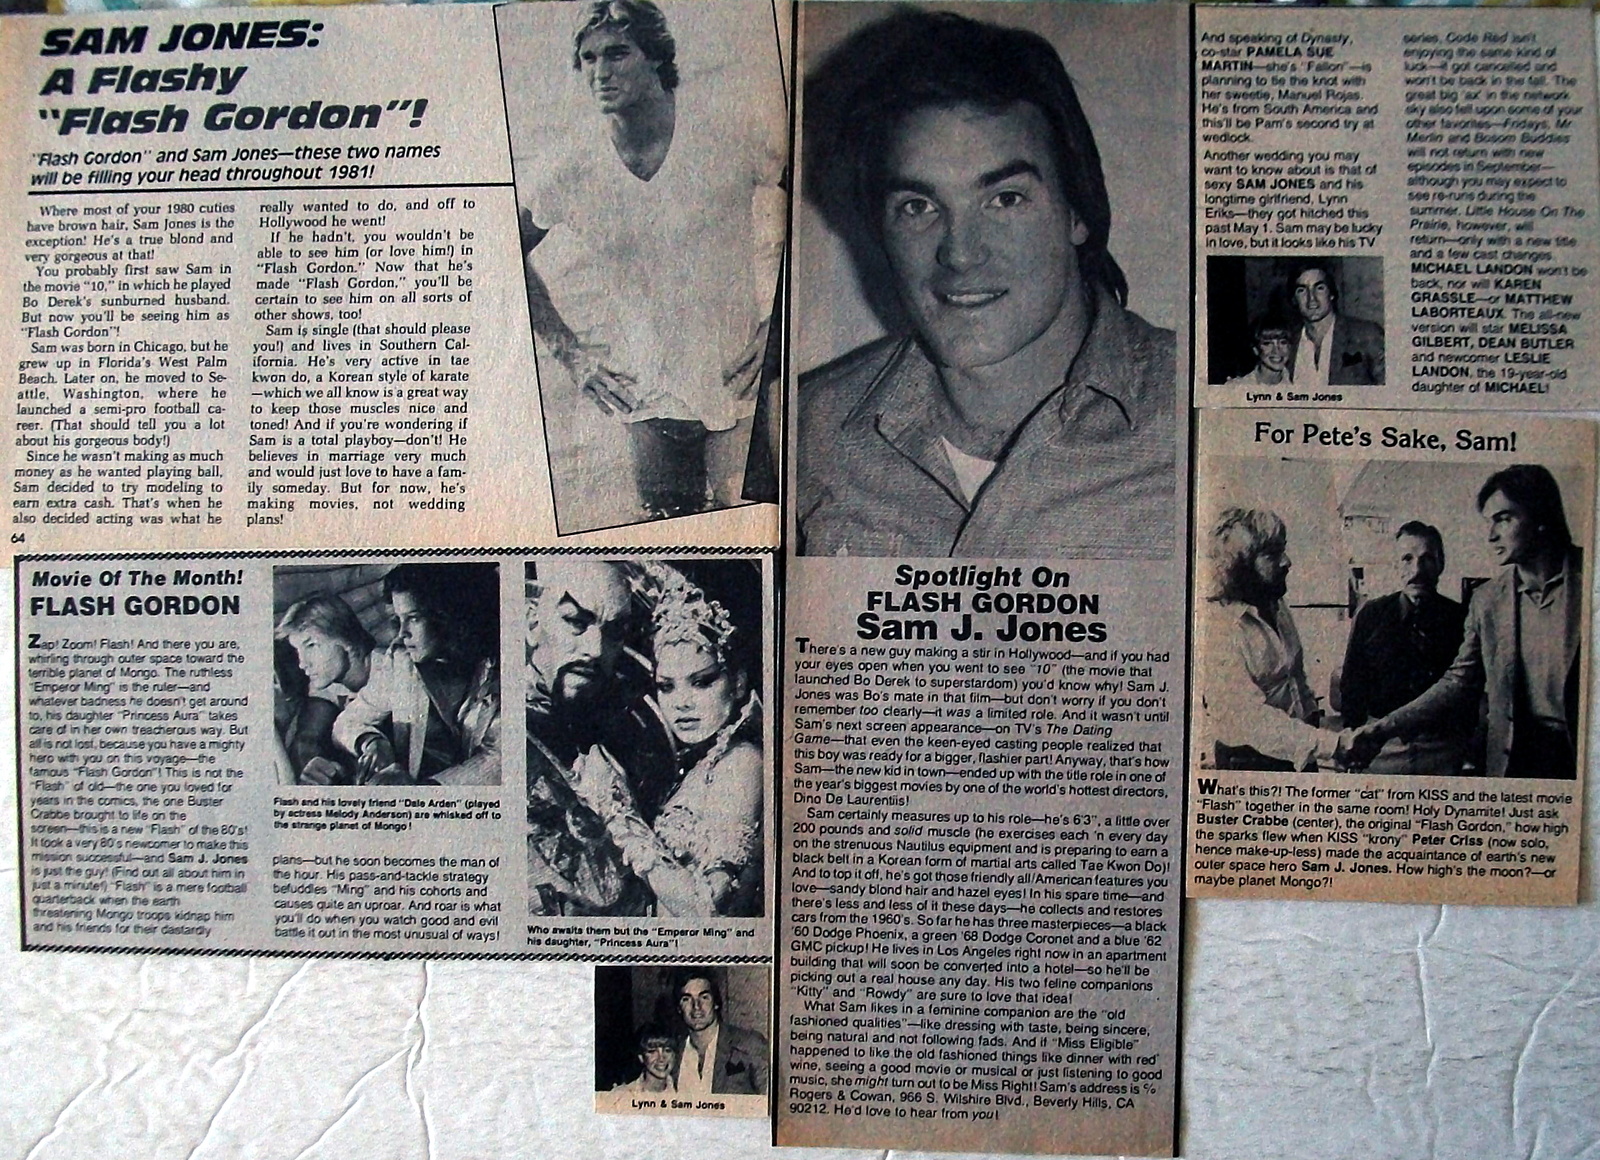 SAM JONES:
A Flashy
"Flash Gordon"!
"Flash Gordon" and Sam Jones—these two names
will be filling your head throughout 1981!
Where most of your 1980 cuties
have brown hair, Sam Jones is the
exception! He's a true blond and
very gorgeous at that!
You probably first saw Sam in
the movie "10," in which he played
Bo Derek's sunburned husband.
But now you'll be seeing him as
"Flash Gordon"!
Sam was born in Chicago, but he
grew up in Florida's West Palm
Beach. Later on, he moved to Se-
attle, Washington, where he
launched a semi-pro football ca-
reer. (That should tell you a lot
about his gorgeous body!)
Since he wasn't making as much
money as he wanted playing ball,
Sam decided to try modeling to
earn extra cash. That's when he
also decided acting was what he
64
really wanted to do, and off to
Hollywood he went!
If he hadn't, you wouldn't be
able to see him (or love him!) in
"Flash Gordon." Now that he's
made "Flash Gordon," you'll be
certain to see him on all sorts of
other shows, too!
Sam is single (that should please
you!) and lives in Southern Cal-
ifornia. He's very active in tae
kwon do, a Korean style of karate
—which we all know is a great way
to keep those muscles nice and
toned! And if you're wondering if
Sam is a total playboy—don't! He
believes in marriage very much
and would just love to have a fam-
ily someday. But for now, he's
making movies, not wedding
plans!
Movie Of The Month!
FLASH GORDON
Zap! Zoom! Flash! And there you are,
whirling through outer space toward the
terrible planet of Mongo. The ruthless
"Emperor Ming" is the ruler—and
whatever badness he doesn't get around
to, his daughter "Princess Aura" takes
care of in her own treacherous way. But
all is not lost, because you have a mighty
hero with you on this voyage—the
famous "Flash Gordon"! This is not the
"Flash" of old—the one you loved for
years in the comics, the one Buster
Crabbe brought to life on the
screen—this is a new "Flash" of the 80's!
It took a very 80's newcomer to make this
mission successful—and Sam J. Jones
is just the guy! (Find out all about him in
just a minute!) "Flash" is a mere football
quarterback when the earth
threatening Mongo troops kidnap him
and his friends for their dastardly
Flash and his lovely friend "Dale Arden" (played
by actress Melody Anderson) are whisked off to
the strange planet of Mongo!
plans—but he soon becomes the man of
the hour. His pass-and-tackle strategy
befuddles "Ming" and his cohorts and
causes quite an uproar. And roar is what
you'll do when you watch good and evil
battle it out in the most unusual of ways!
Who awaits them but the "Emperor Ming" and
his daughter, "Princess Aura"!
Lynn & Sam Jones
Spotlight On
FLASH GORDON
Sam J. Jones
There's a new guy making a stir in Hollywood—and if you had
your eyes open when you went to see "10" (the movie that
launched Bo Derek to superstardom) you'd know why! Sam J.
Jones was Bo's mate in that film—but don't worry if you don't
remember too clearly—it was a limited role. And it wasn't until
Sam's next screen appearance—on TV's The Dating
Game—that even the keen-eyed casting people realized that
this boy was ready for a bigger, flashier part! Anyway, that's how
Sam—the new kid in town—ended up with the title role in one of
the year's biggest movies by one of the world's hottest directors,
Dino De Laurentiis!
Sam certainly measures up to his role—he's 6'3", a little over
200 pounds and solid muscle (he exercises each 'n every day
on the strenuous Nautilus equipment and is preparing to earn a
black belt in a Korean form of martial arts called Tae Kwon Do)!
And to top it off, he's got those friendly all/American features you
love—sandy blond hair and hazel eyes! In his spare time—and
there's less and less of it these days—he collects and restores
cars from the 1960's. So far he has three masterpieces—a black
'60 Dodge Phoenix, a green '68 Dodge Coronet and a blue '62
GMC pickup! He lives in Los Angeles right now in an apartment
building that will soon be converted into a hotel—so he'll be
picking out a real house any day. His two feline companions
"Kitty" and "Rowdy" are sure to love that idea!
What Sam likes in a feminine companion are the "old
fashioned qualities"—like dressing with taste, being sincere,
being natural and not following fads. And if "Miss Eligible"
happened to like the old fashioned things like dinner with red
wine, seeing a good movie or musical or just listening to good
music, she might turn out to be Miss Right! Sam's address is ℅
Rogers & Cowan, 966 S. Wilshire Blvd., Beverly Hills, CA
90212. He'd love to hear from you!
And speaking of Dynasty,
co-star PAMELA SUE
MARTIN—she's "Fallon"—is
planning to tie the knot with
her sweetie, Manuel Rojas.
He's from South America and
this'll be Pam's second try at
wedlock.
Another wedding you may
want to know about is that of
sexy SAM JONES and his
longtime girlfriend, Lynn
Eriks—they got hitched this
past May 1. Sam may be lucky
in love, but it looks like his TV
Lynn & Sam Jones
series, Code Red isn't
enjoying the same kind of
luck—it got cancelled and
won't be back in the fall. The
great big 'ax' in the network
sky also fell upon some of your
other favorites—Fridays, Mr
Merlin and Bosom Buddies
will not return with new
episodes in September—
although you may expect to
see re-runs during the
summer. Little House On The
Prairie, however, will
return—only with a new title
and a few cast changes.
MICHAEL LANDON won't be
back, nor will KAREN
GRASSLE—or MATTHEW
LABORTEAUX. The all-new
version will star MELISSA
GILBERT, DEAN BUTLER
and newcomer LESLIE
LANDON, the 19-year-old
daughter of MICHAEL!
For Pete's Sake, Sam!
What's this?! The former "cat" from KISS and the latest movie
"Flash" together in the same room! Holy Dynamite! Just ask
Buster Crabbe (center), the original "Flash Gordon," how high
the sparks flew when KISS "krony" Peter Criss (now solo,
hence make-up-less) made the acquaintance of earth's new
outer space hero Sam J. Jones. How high's the moon?—or
maybe planet Mongo?!